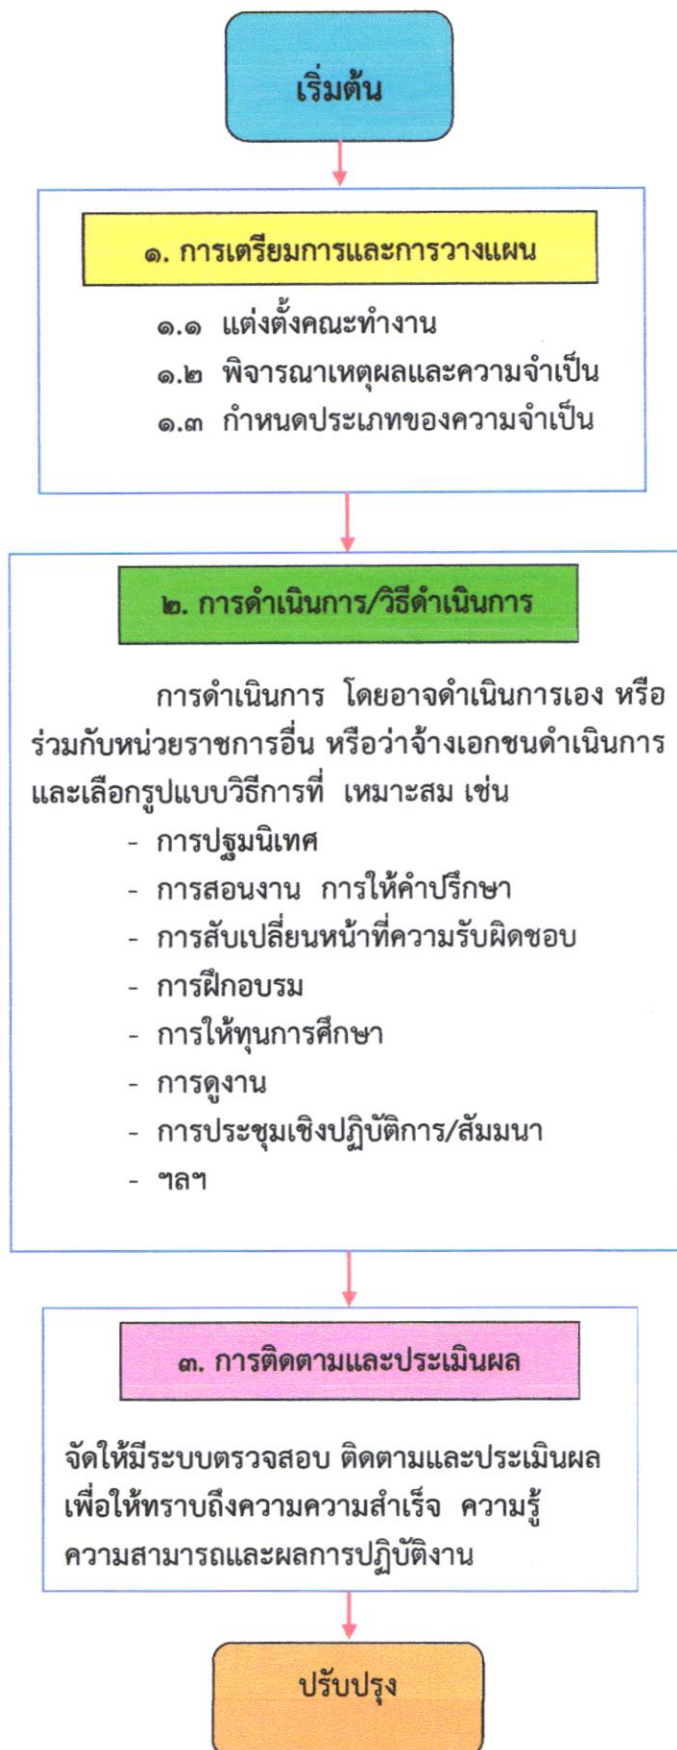 เริ่มต้น
๑. การเตรียมการและการวางแผน
๑.๑ แต่งตั้งคณะทำงาน
๑.๒ พิจารณาเหตุผลและความจำเป็น
๑.๓ กำหนดประเภทของความจำเป็น
๒. การดำเนินการ/วิธีดำเนินการ
การดำเนินการ โดยอาจดำเนินการเอง หรือ
ร่วมกับหน่วยราชการอื่น หรือว่าจ้างเอกชนดำเนินการ
และเลือกรูปแบบวิธีการที่ เหมาะสม เช่น
- การปฐมนิเทศ
- การสอนงาน การให้คำปรึกษา
- การสับเปลี่ยนหน้าที่ความรับผิดชอบ
- การฝึกอบรม
- การให้ทุนการศึกษา
- การดูงาน
- การประชุมเชิงปฏิบัติการ/สัมมนา
- ฯลฯ
๓. การติดตามและประเมินผล
จัดให้มีระบบตรวจสอบ ติดตามและประเมินผล
เพื่อให้ทราบถึงความความสำเร็จ ความรู้
ความสามารถและผลการปฏิบัติงาน
ปรับปรุง